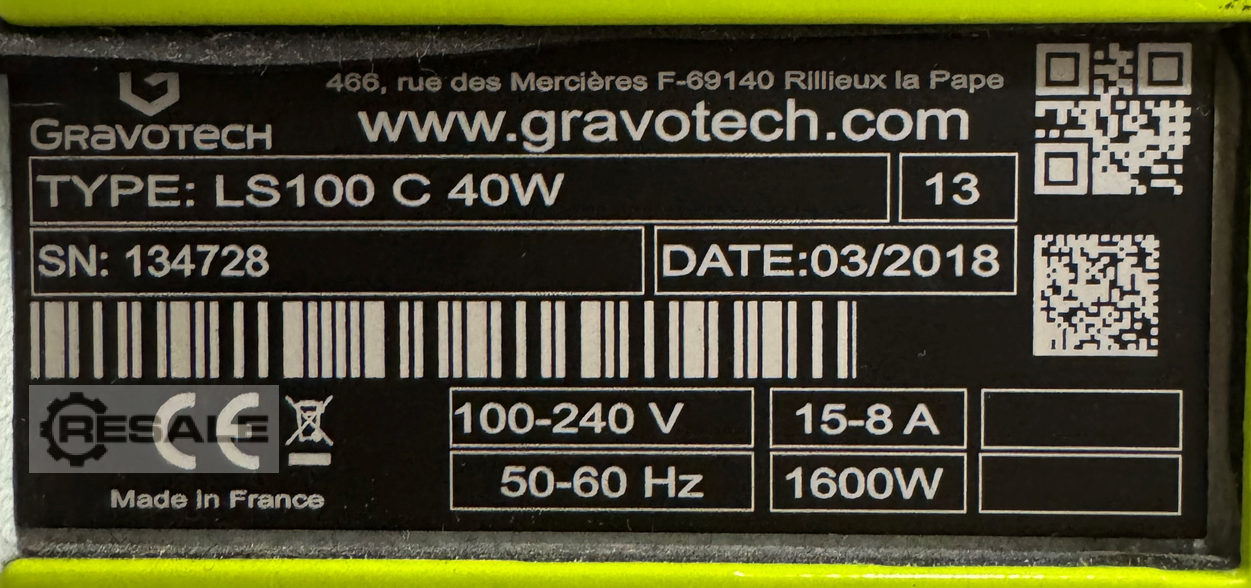 466, rue des Mercières F-69140 Rillieux la Pape
GRAVOTECH
www.gravotech.com
TYPE: LS100 C 40W
13
SN: 134728
DATE:03/2018
RESALE
CE
100-240 V
15-8 A
50-60 Hz
1600W
Made in France